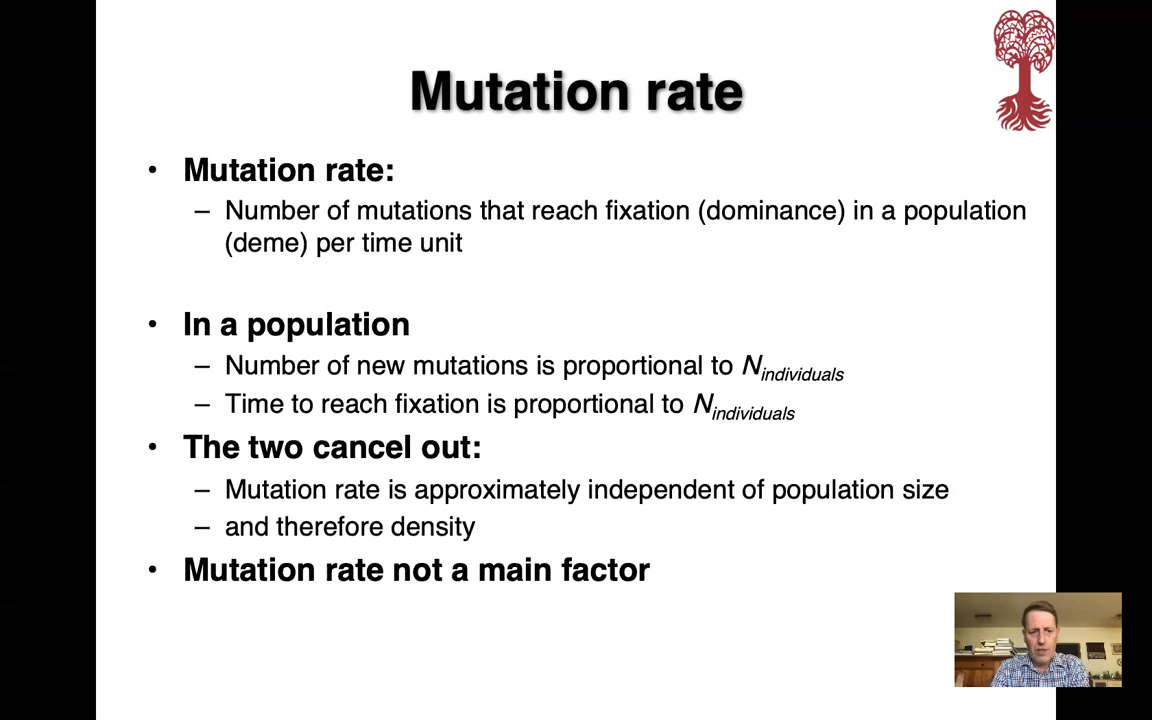 Mutation rate
• Mutation rate:
– Number of mutations that reach fixation (dominance) in a population
(deme) per time unit
• In a population
– Number of new mutations is proportional to Nindividuals
– Time to reach fixation is proportional to Nindividuals
• The two cancel out:
– Mutation rate is approximately independent of population size
– and therefore density
• Mutation rate not a main factor